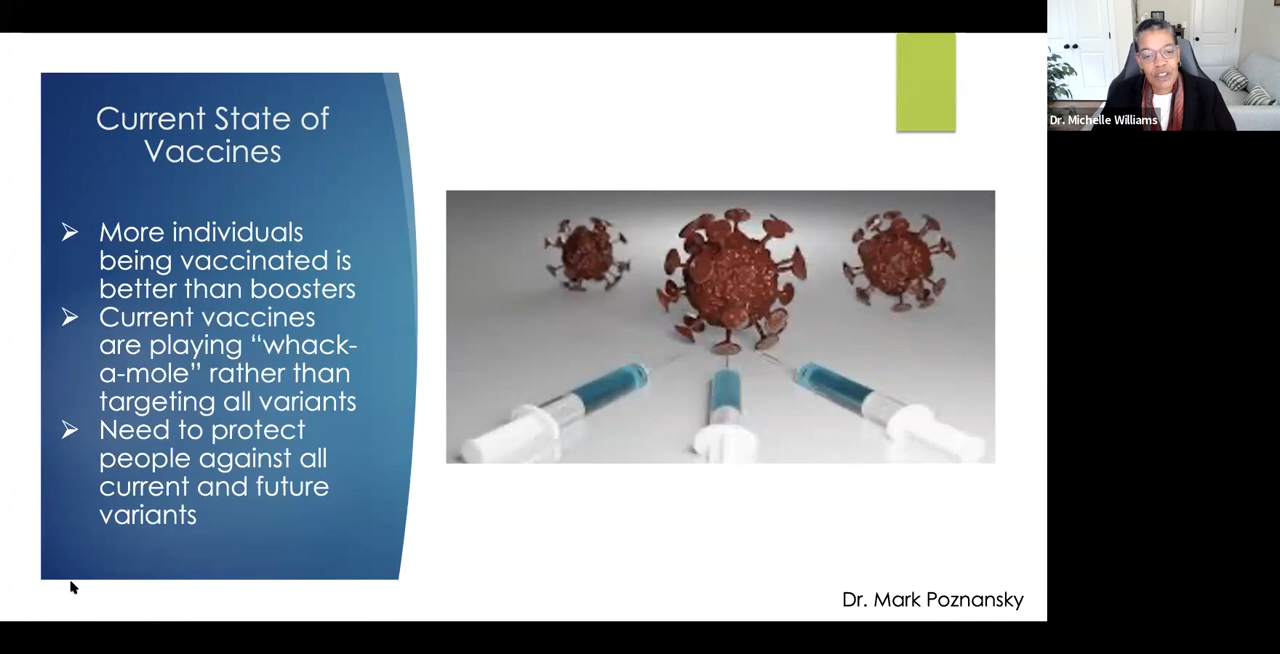 Current State of
Vaccines
➢ More individuals
being vaccinated is
better than boosters
➢ Current vaccines
are playing “whack-
a-mole” rather than
targeting all variants
➢ Need to protect
people against all
current and future
variants
Dr. Mark Poznansky
Dr. Michelle Williams